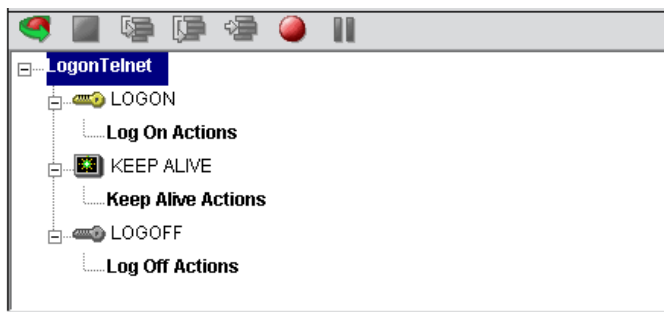 LogonTelnet
LOGON
Log On Actions
KEEP ALIVE
Keep Alive Actions
LOGOFF
Log Off Actions